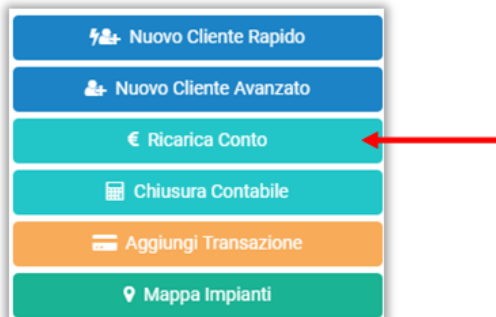 Nuovo Cliente Rapido
Nuovo Cliente Avanzato
€ Ricarica Conto
Chiusura Contabile
Aggiungi Transazione
Mappa Impianti